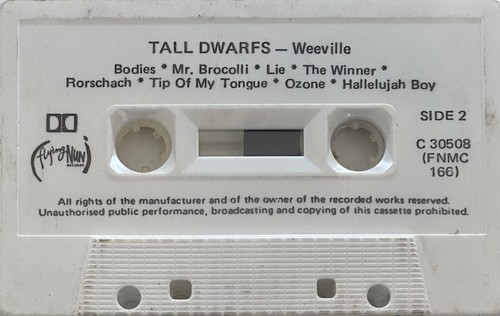 TALL DWARFS — Weeville
Bodies * Mr. Brocolli * Lie * The Winner *
Rorschach * Tip Of My Tongue * Ozone * Hallelujah Boy
SIDE 2
Flying Nun
RECORDS
C 30508
(FNMC
166)
All rights of the manufacturer and of the owner of the recorded works reserved.
Unauthorised public performance, broadcasting and copying of this cassette prohibited.